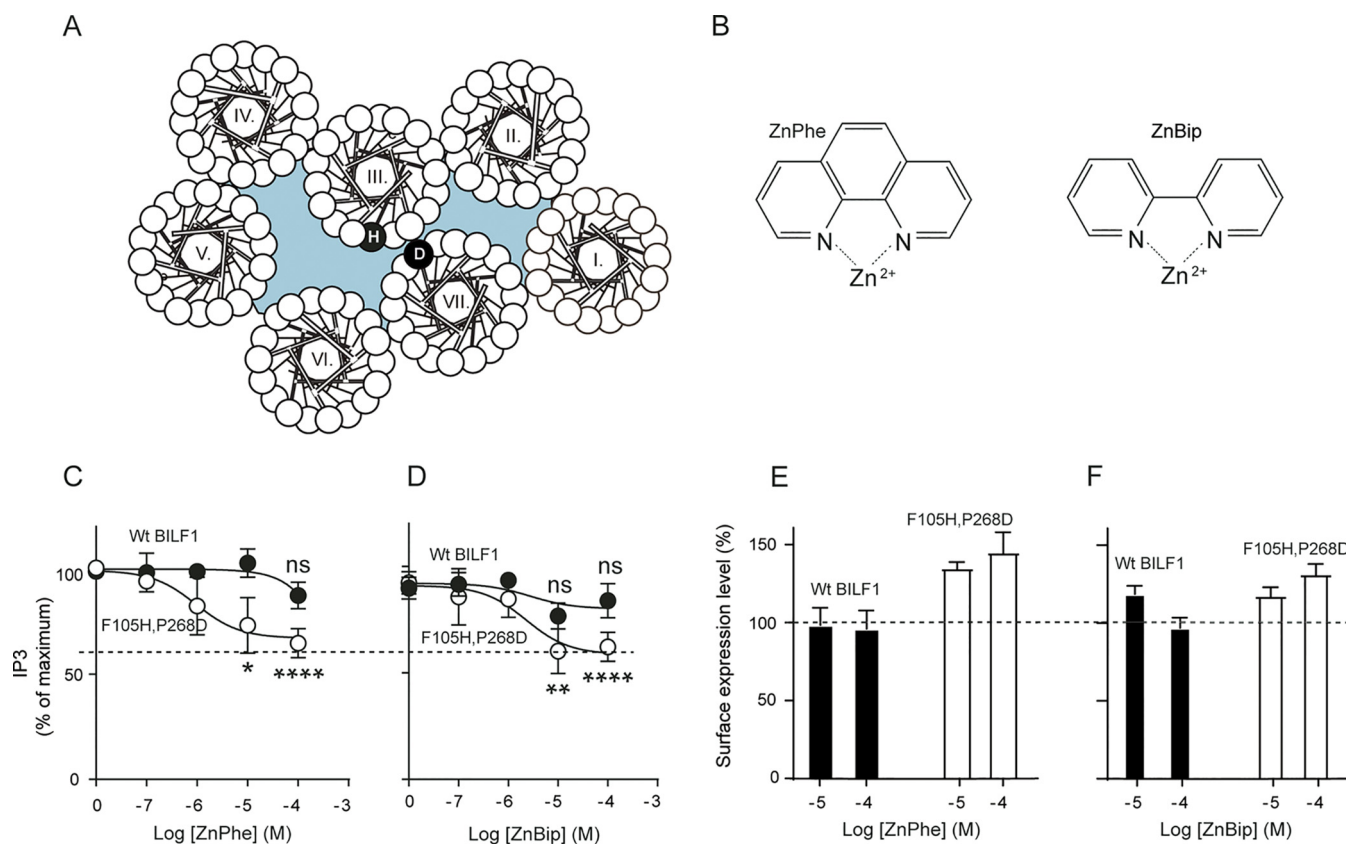 A
B
IV.
II.
III.
V.
I.
H
D
VII.
VI.
ZnPhe
ZnBip
N
N
Zn2+
N
N
Zn2+
C
D
E
F
IP3
(% of maximum)
100
50
0
Wt BILF1
ns
F105H,P268D
*
****
0
-7
-6
-5
-4
-3
Log [ZnPhe] (M)
Wt BILF1
ns
ns
F105H,P268D
**
****
0
-7
-6
-5
-4
-3
Log [ZnBip] (M)
Surface expression level (%)
150
100
50
0
Wt BILF1
F105H,P268D
-5
-4
-5
-4
Log [ZnPhe] (M)
Wt BILF1
F105H,P268D
-5
-4
-5
-4
Log [ZnBip] (M)